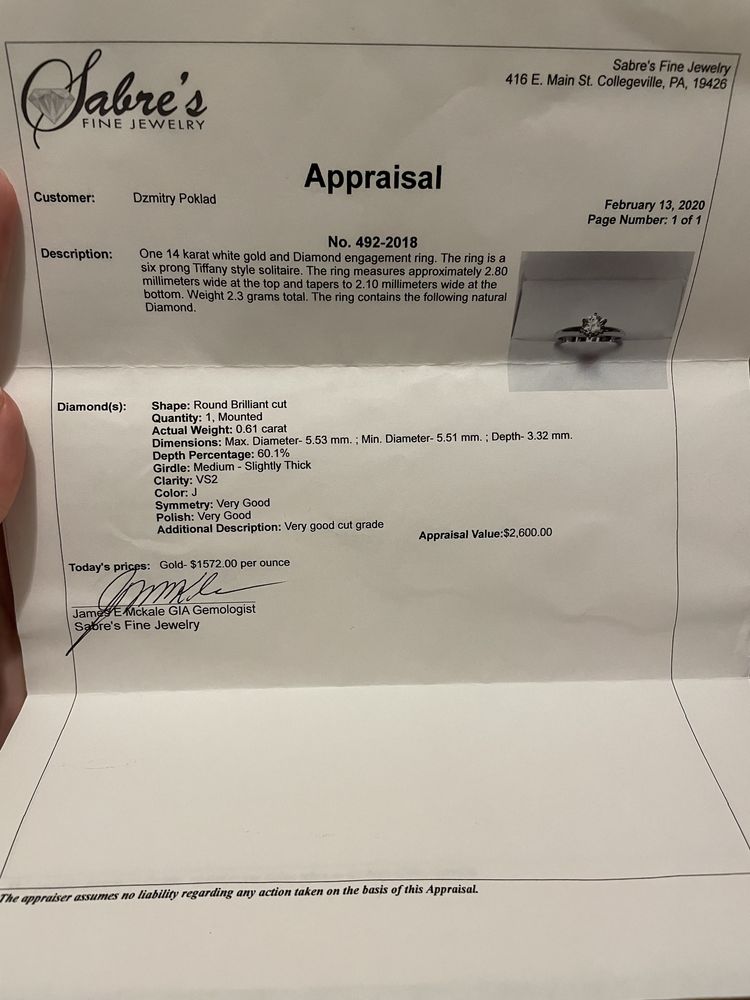 Sabre's
FINE JEWELRY
Sabre's Fine Jewelry
416 E. Main St. Collegeville, PA, 19426
Appraisal
Customer: Dzmitry Poklad
February 13, 2020
Page Number: 1 of 1
No. 492-2018
Description: One 14 karat white gold and Diamond engagement ring. The ring is a
six prong Tiffany style solitaire. The ring measures approximately 2.80
millimeters wide at the top and tapers to 2.10 millimeters wide at the
bottom. Weight 2.3 grams total. The ring contains the following natural
Diamond.
Diamond(s): Shape: Round Brilliant cut
Quantity: 1, Mounted
Actual Weight: 0.61 carat
Dimensions: Max. Diameter- 5.53 mm. ; Min. Diameter- 5.51 mm. ; Depth- 3.32 mm.
Depth Percentage: 60.1%
Girdle: Medium - Slightly Thick
Clarity: VS2
Color: J
Symmetry: Very Good
Polish: Very Good
Additional Description: Very good cut grade
Appraisal Value:$2,600.00
Today's prices: Gold- $1572.00 per ounce
James E Mckale GIA Gemologist
Sabre's Fine Jewelry
The appraiser assumes no liability regarding any action taken on the basis of this Appraisal.